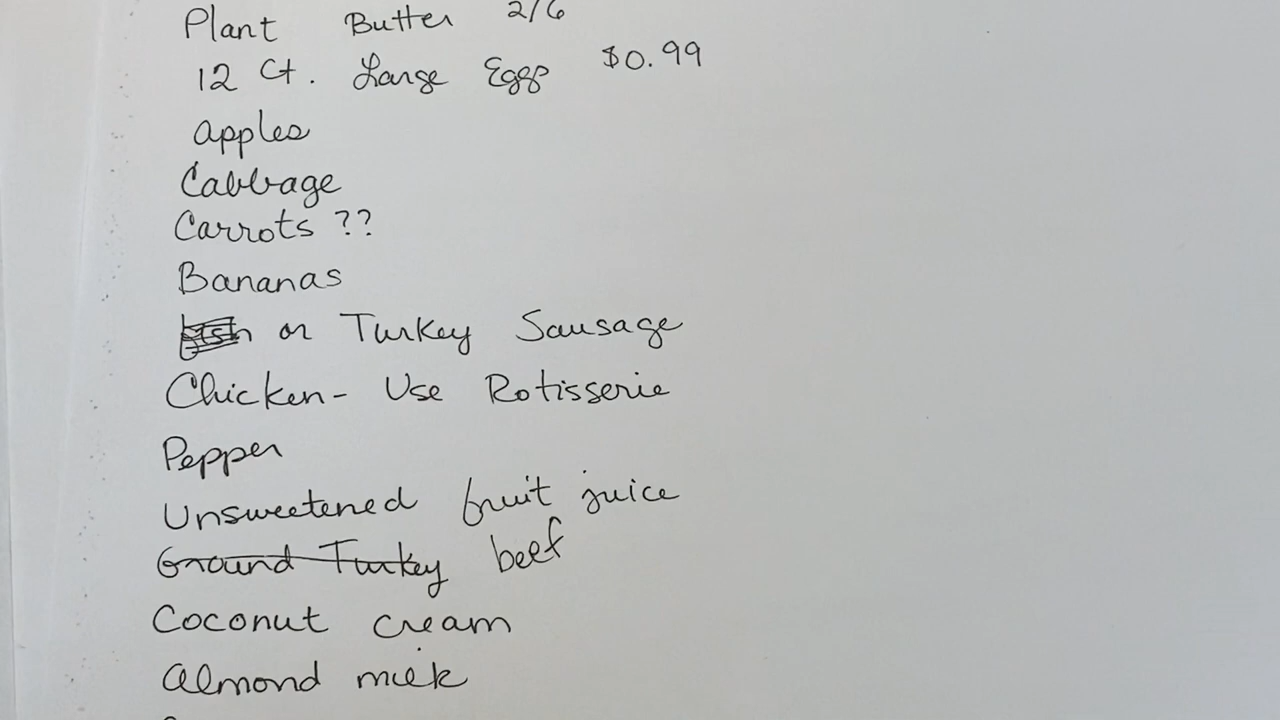 Plant Butter 2/6
12 Ct. Large Eggs $0.99
apples
Cabbage
Carrots ??
Bananas
or Turkey Sausage
Chicken - Use Rotisserie
Pepper
Unsweetened fruit juice
Ground Turkey beef
Coconut cream
almond milk